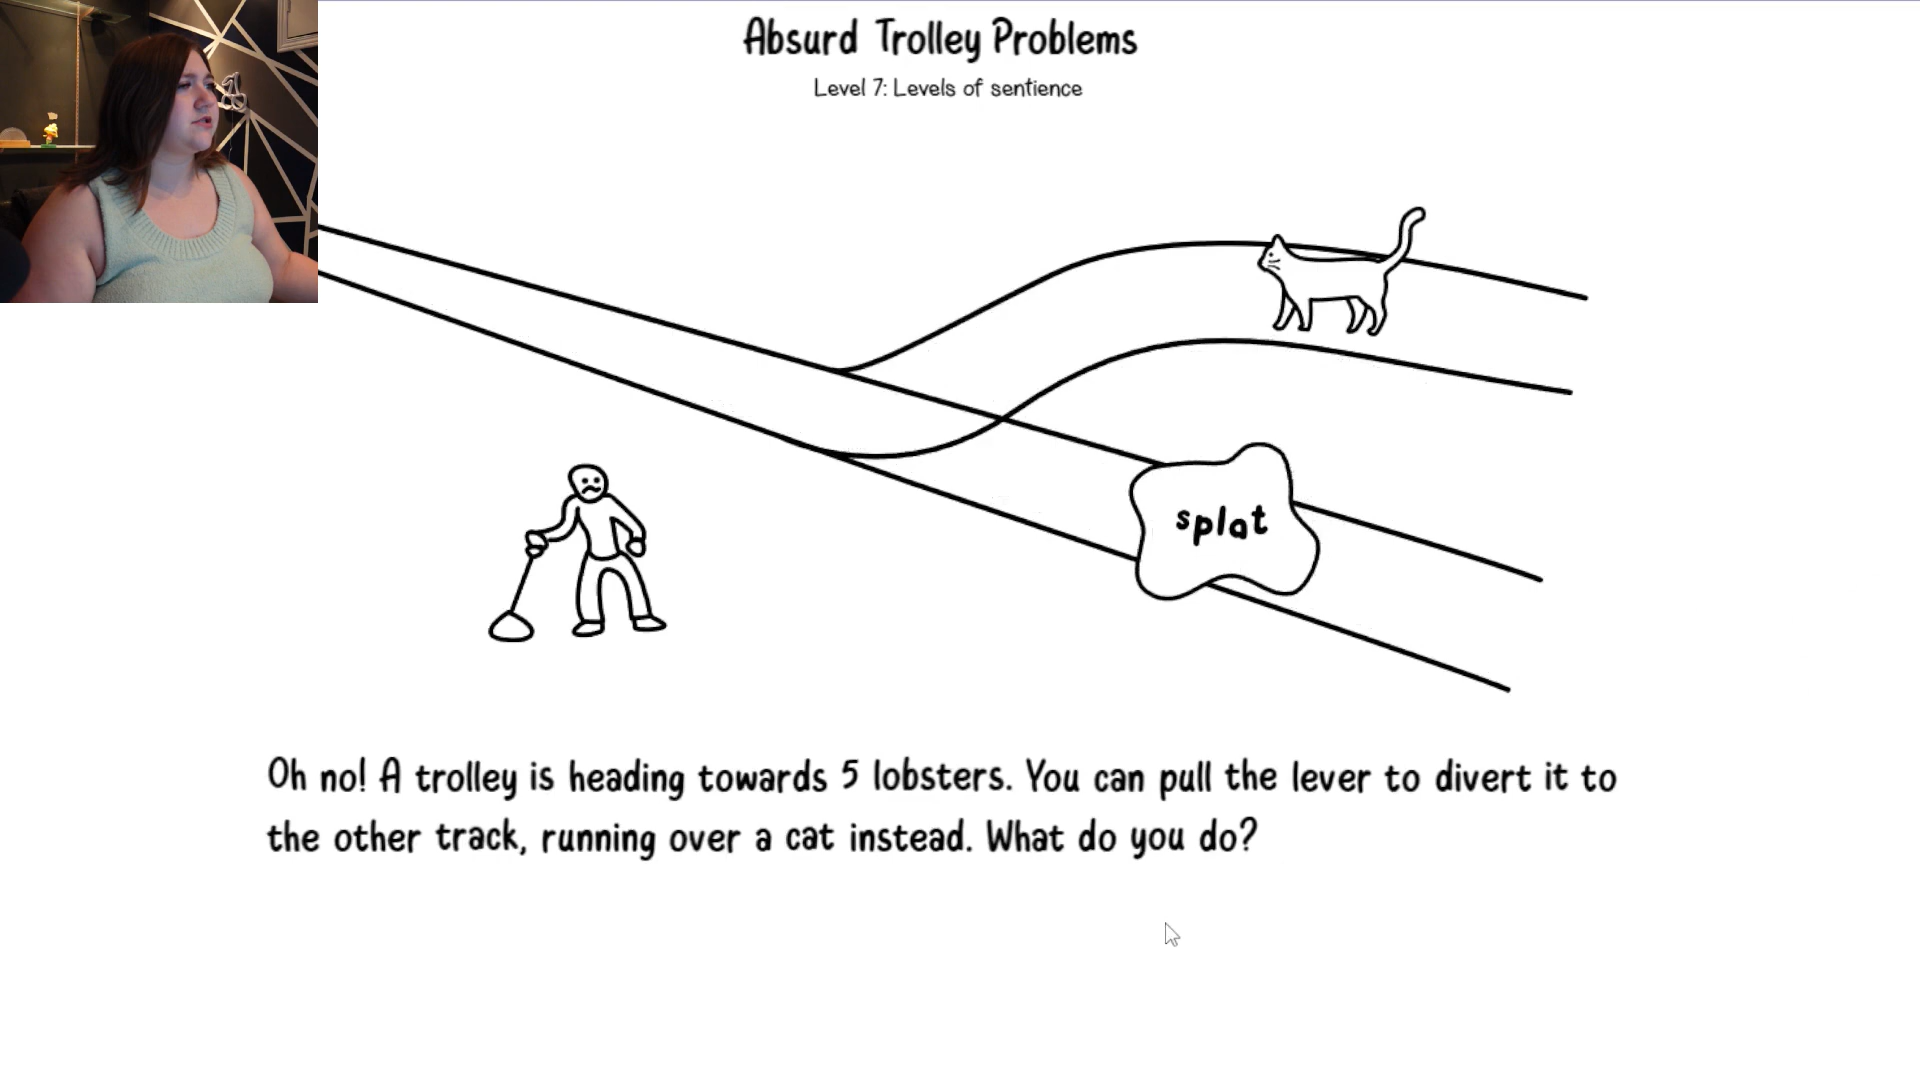 Absurd Trolley Problems
Level 7: Levels of sentience
splat
Oh no! A trolley is heading towards 5 lobsters. You can pull the lever to divert it to
the other track, running over a cat instead. What do you do?